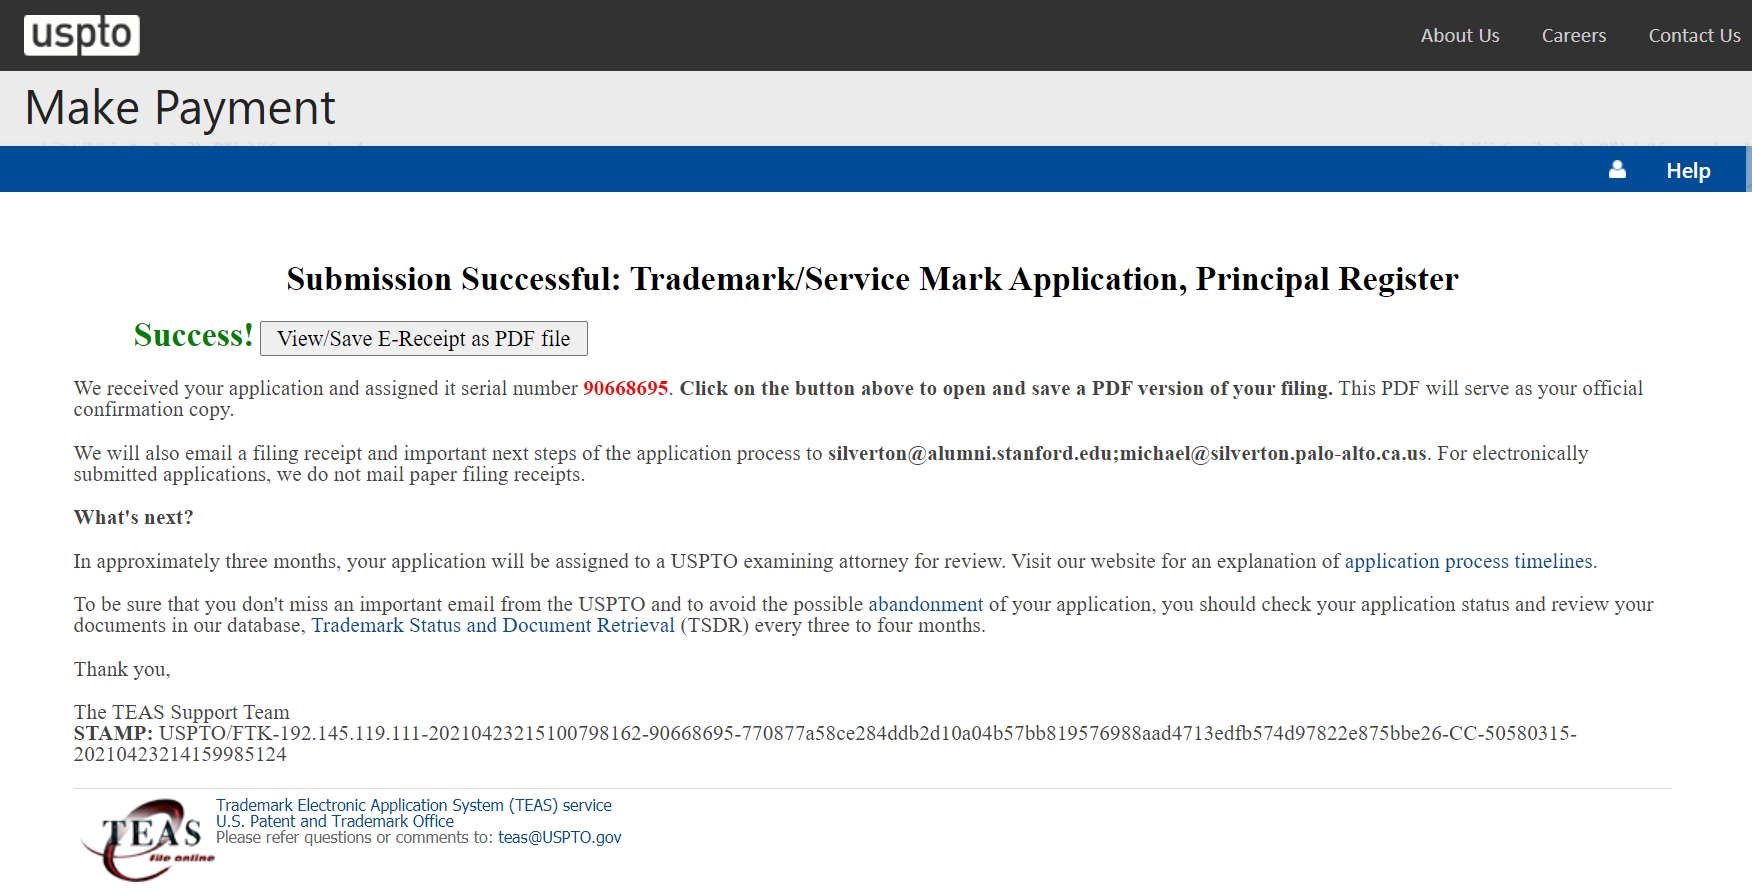 uspto
About Us Careers Contact Us
Make Payment
Help
Submission Successful: Trademark/Service Mark Application, Principal Register
Success! View/Save E-Receipt as PDF file
We received your application and assigned it serial number 90668695. Click on the button above to open and save a PDF version of your filing. This PDF will serve as your official
confirmation copy.
We will also email a filing receipt and important next steps of the application process to silverton@alumni.stanford.edu;michael@silverton.palo-alto.ca.us. For electronically
submitted applications, we do not mail paper filing receipts.
What's next?
In approximately three months, your application will be assigned to a USPTO examining attorney for review. Visit our website for an explanation of application process timelines.
To be sure that you don't miss an important email from the USPTO and to avoid the possible abandonment of your application, you should check your application status and review your
documents in our database, Trademark Status and Document Retrieval (TSDR) every three to four months.
Thank you,
The TEAS Support Team
STAMP: USPTO/FTK-192.145.119.111-20210423215100798162-90668695-770877a58ce284ddb2d10a04b57bb819576988aad4713edfb574d97822e875bbe26-CC-50580315-
20210423214159985124
TEAS
file online
Trademark Electronic Application System (TEAS) service
U.S. Patent and Trademark Office
Please refer questions or comments to: teas@USPTO.gov